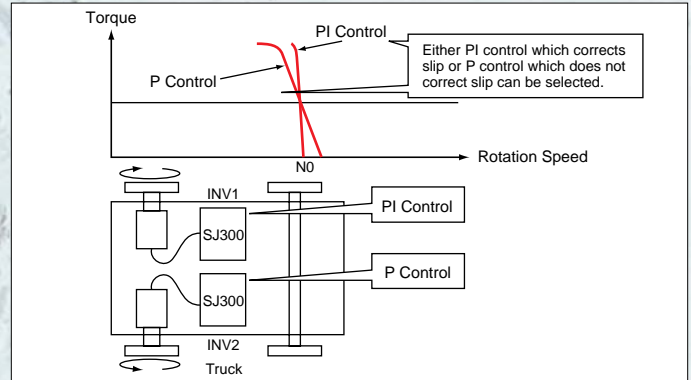 Torque
PI Control
Either PI control which corrects
slip or P control which does not
correct slip can be selected.
P Control
N0
Rotation Speed
INV1
SJ300
PI Control
SJ300
P Control
INV2
Truck